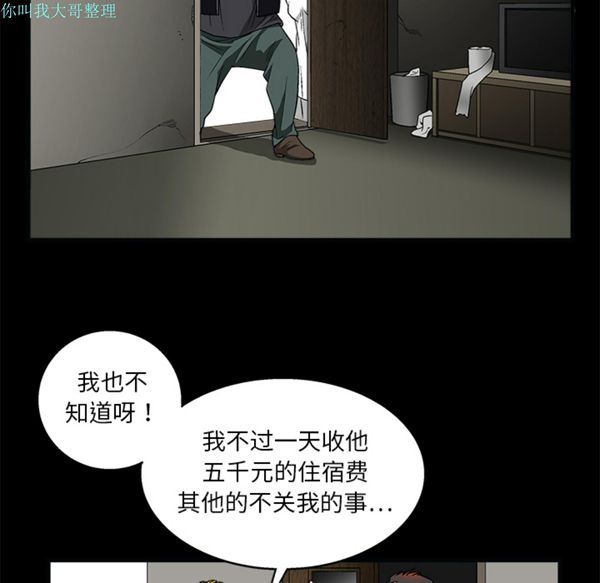 你叫我大哥整理
我也不
知道呀！
我不过一天收他
五千元的住宿费
其他的不关我的事...